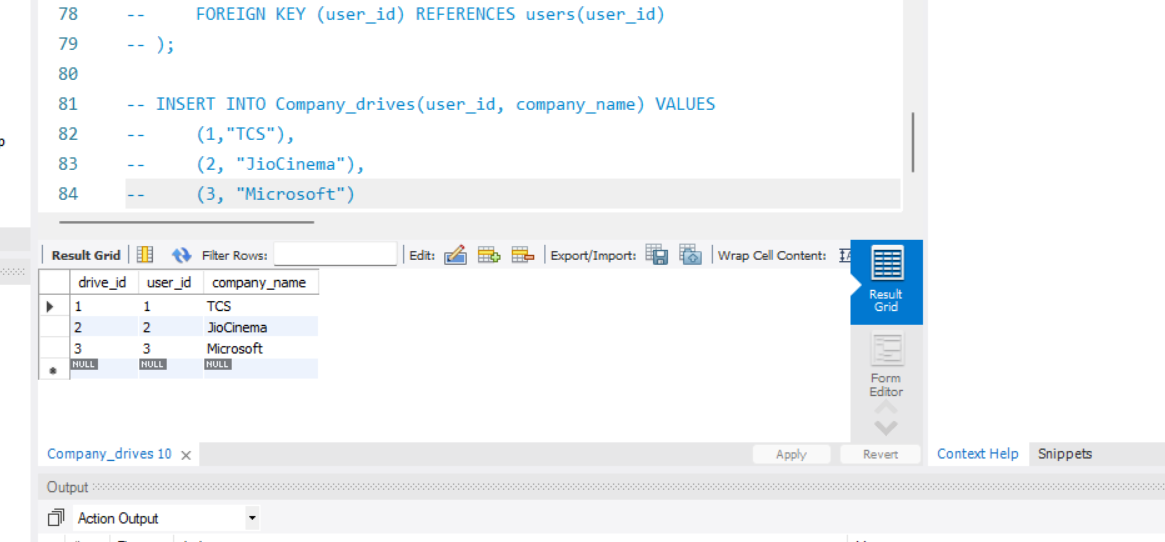 78 -- FOREIGN KEY (user_id) REFERENCES users(user_id)
79 -- );
80
81 -- INSERT INTO Company_drives(user_id, company_name) VALUES
82 -- (1,"TCS"),
83 -- (2, "JioCinema"),
84 -- (3, "Microsoft")
Result Grid Filter Rows: Edit: Export/Import: Wrap Cell Content:
Result
Grid
drive_id user_id company_name
1 1 TCS
2 2 JioCinema
3 3 Microsoft
NULL NULL NULL
Form
Editor
Company_drives 10 × Apply Revert Context Help Snippets
Output
Action Output